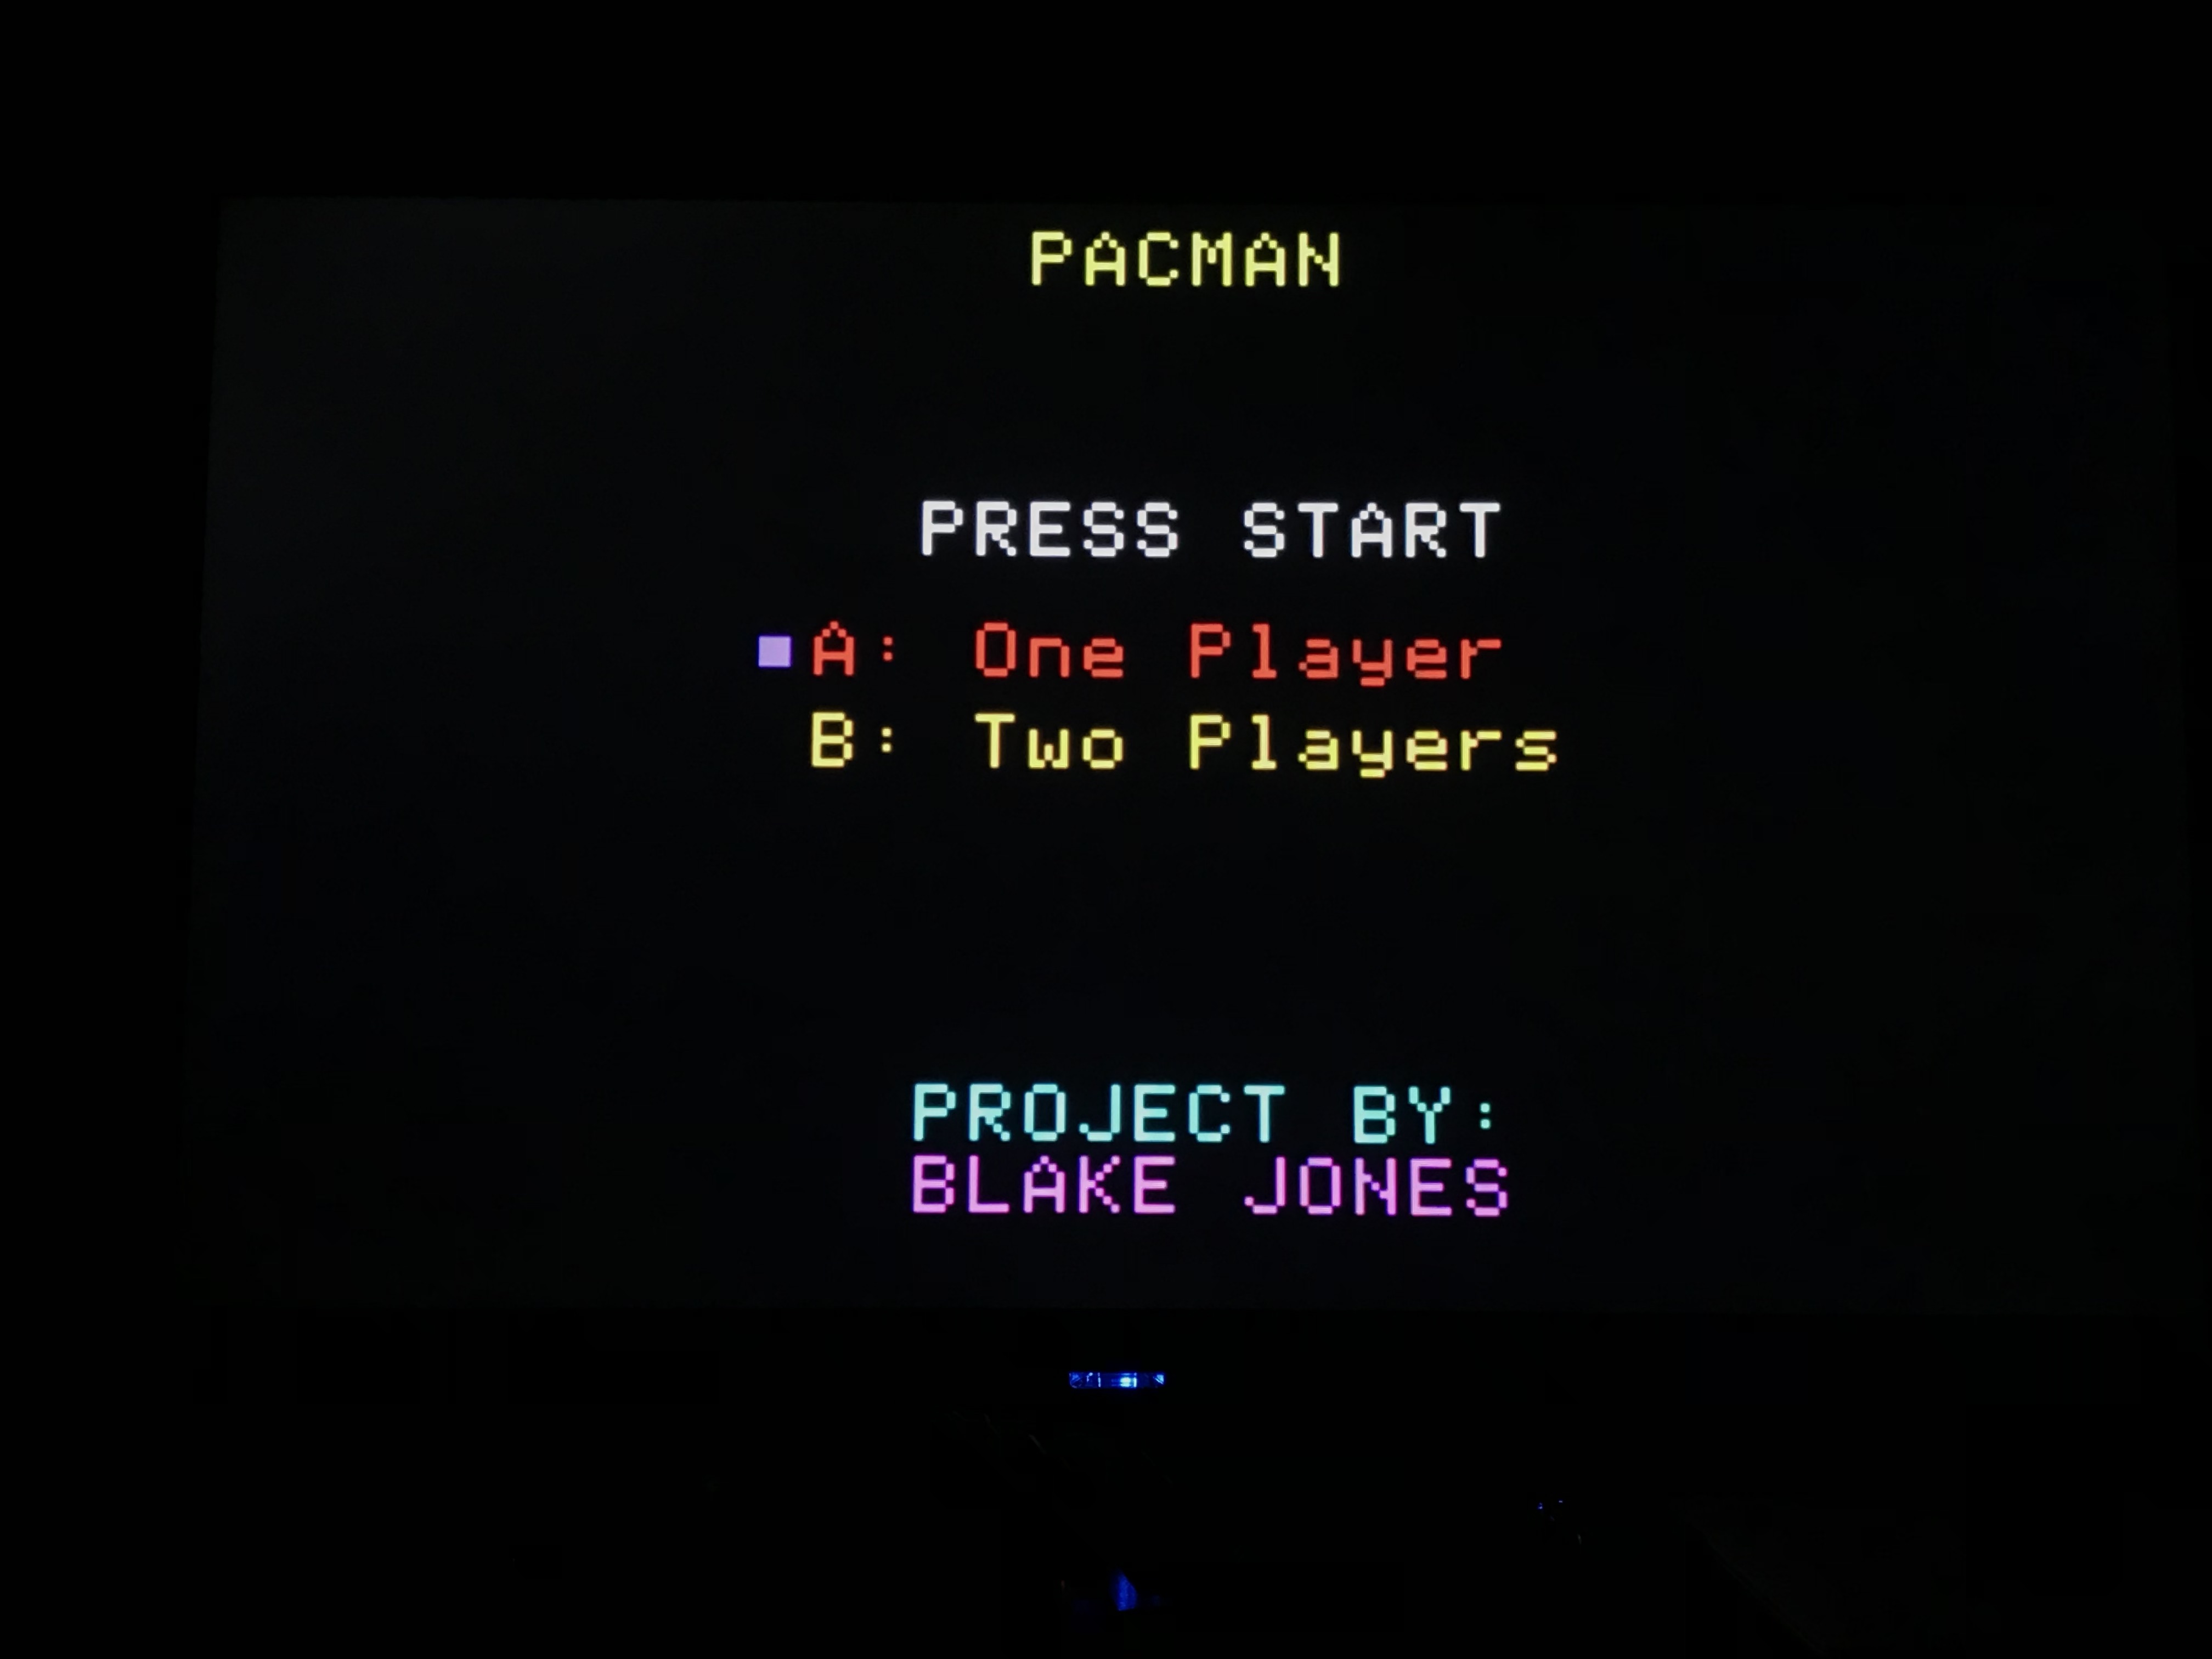 PACMAN
PRESS START
A: One Player
B: Two Players
PROJECT BY:
BLAKE JONES